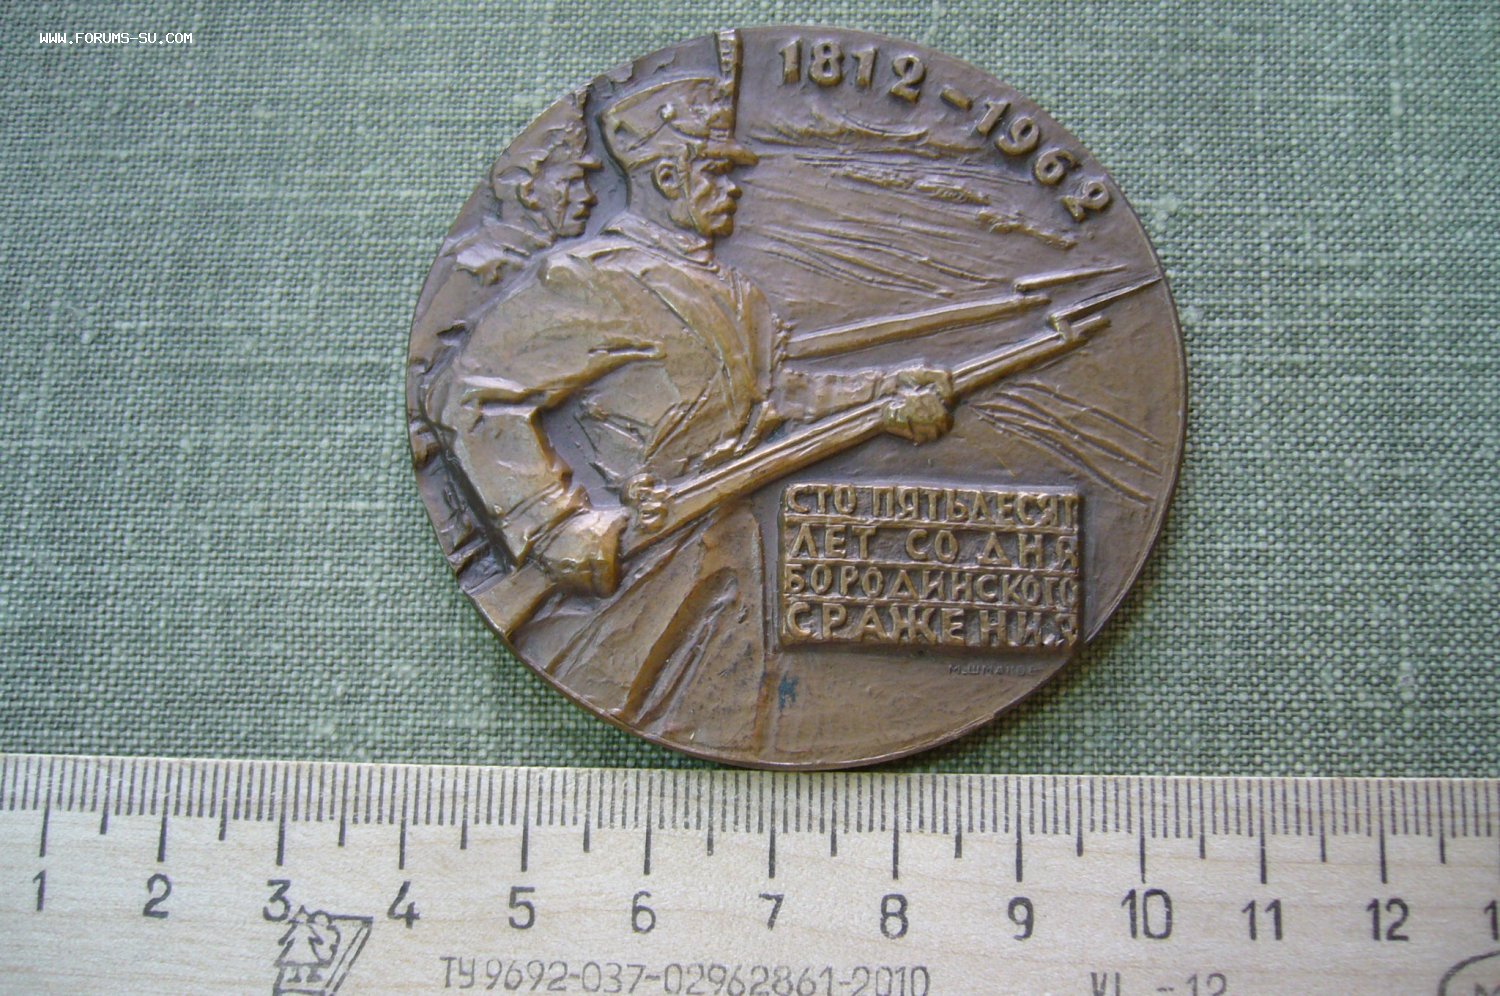 WWW.FORUMS-SU.COM
1812-1962
СТО ПЯТЬДЕСЯТ
ЛЕТ СО ДНЯ
БОРОДИНСКОГО
СРАЖЕНИЯ
М.ШМАКОВ
1 2 3 4 5 6 7 8 9 10 11 12
ТУ 9692-037-02962861-2010